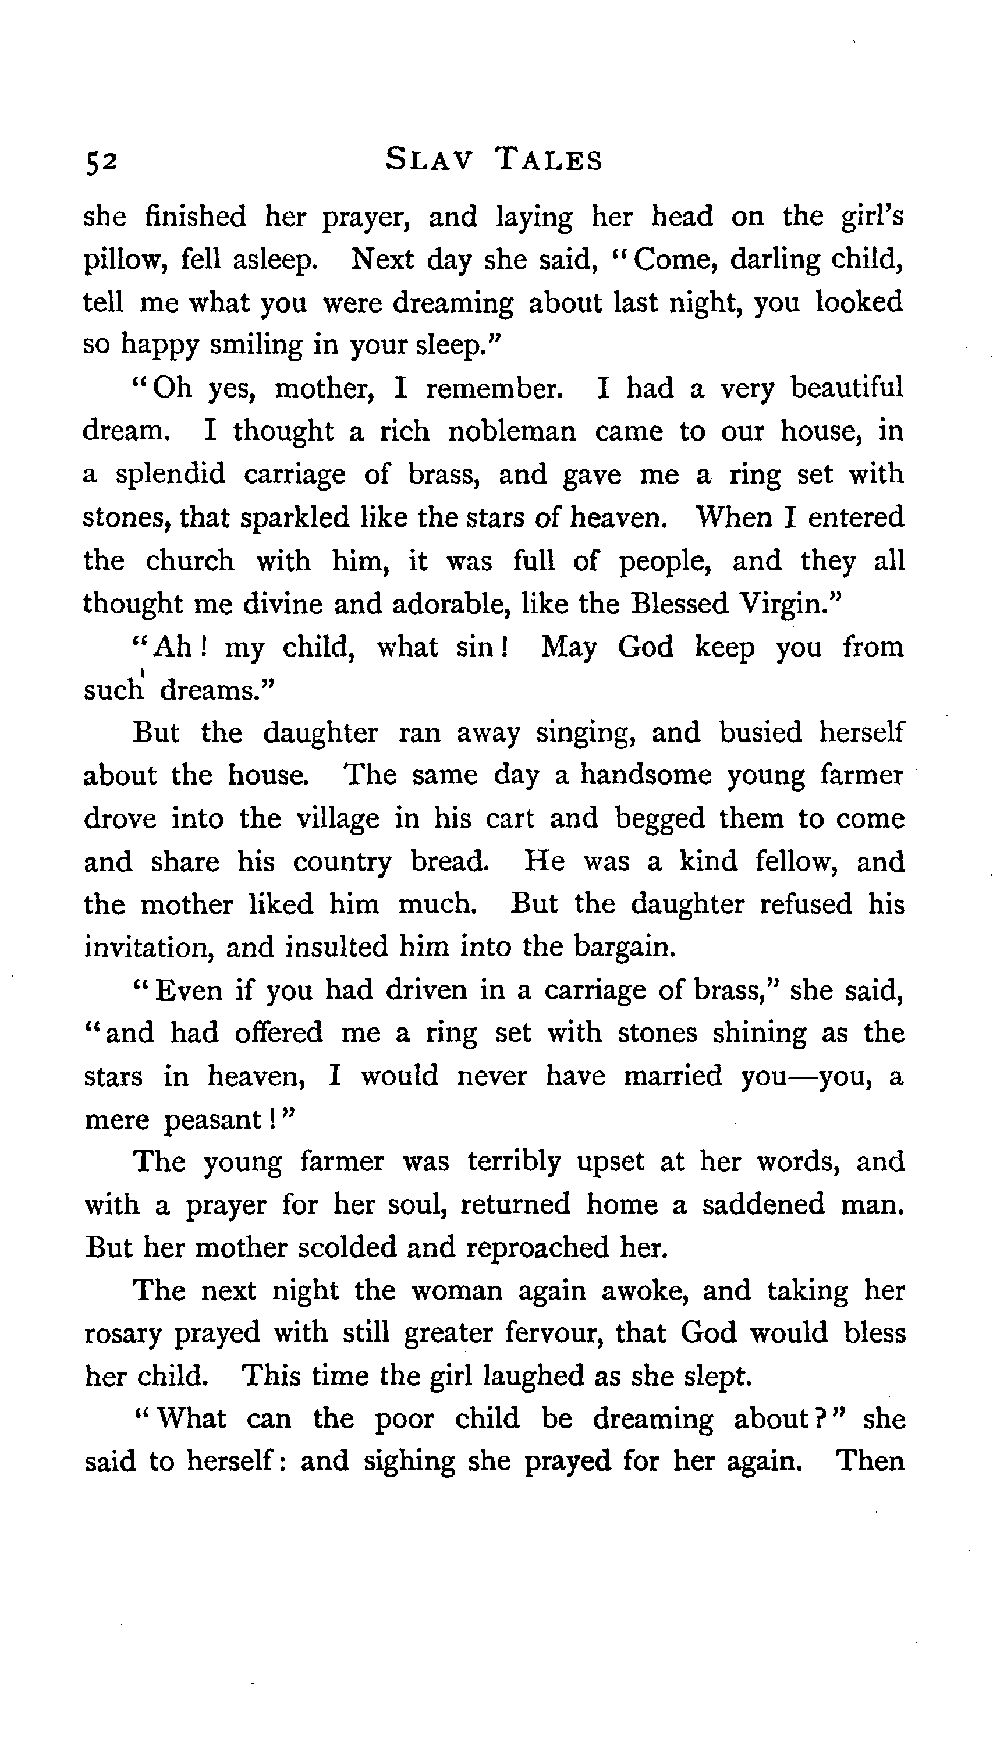 52 SLAV TALES
she finished her prayer, and laying her head on the girl's
pillow, fell asleep. Next day she said, "Come, darling child,
tell me what you were dreaming about last night, you looked
so happy smiling in your sleep."
"Oh yes, mother, I remember. I had a very beautiful
dream. I thought a rich nobleman came to our house, in
a splendid carriage of brass, and gave me a ring set with
stones, that sparkled like the stars of heaven. When I entered
the church with him, it was full of people, and they all
thought me divine and adorable, like the Blessed Virgin."
"Ah! my child, what sin! May God keep you from
such dreams."
But the daughter ran away singing, and busied herself
about the house. The same day a handsome young farmer
drove into the village in his cart and begged them to come
and share his country bread. He was a kind fellow, and
the mother liked him much. But the daughter refused his
invitation, and insulted him into the bargain.
"Even if you had driven in a carriage of brass," she said,
"and had offered me a ring set with stones shining as the
stars in heaven, I would never have married you—you, a
mere peasant!"
The young farmer was terribly upset at her words, and
with a prayer for her soul, returned home a saddened man.
But her mother scolded and reproached her.
The next night the woman again awoke, and taking her
rosary prayed with still greater fervour, that God would bless
her child. This time the girl laughed as she slept.
"What can the poor child be dreaming about?" she
said to herself: and sighing she prayed for her again. Then